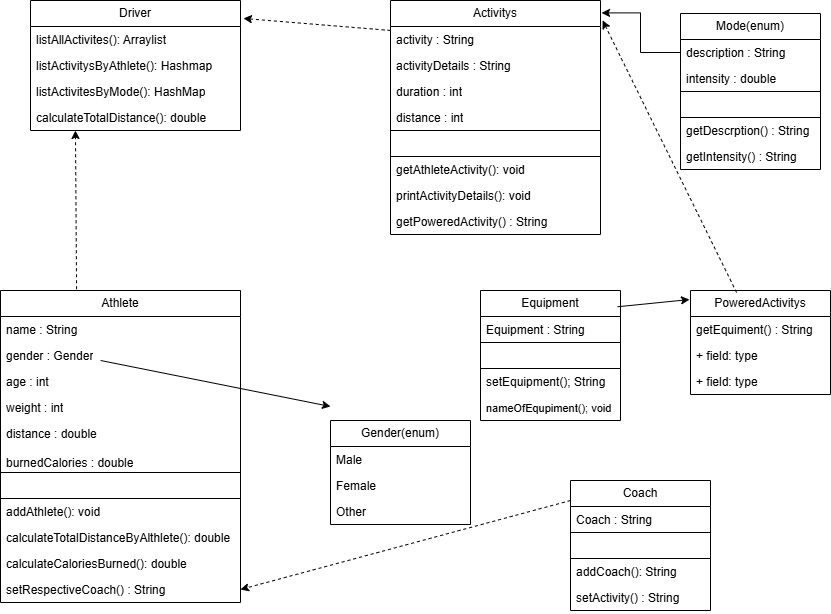 Driver
listAllActivites(): Arraylist
listActivitysByAthlete(): Hashmap
listActivitesByMode(): HashMap
calculateTotalDistance(): double
Activitys
activity : String
activityDetails : String
duration : int
distance : int
getAthleteActivity(): void
printActivityDetails(): void
getPoweredActivity() : String
Mode(enum)
description : String
intensity : double
getDescrption() : String
getIntensity() : String
Athlete
name : String
gender : Gender
age : int
weight : int
distance : double
burnedCalories : double
addAthlete(): void
calculateTotalDistanceByAlthlete(): double
calculateCaloriesBurned(): double
setRespectiveCoach() : String
Gender(enum)
Male
Female
Other
Equipment
Equipment : String
setEquipment(); String
nameOfEqupiment(); void
PoweredActivitys
getEquiment() : String
+ field: type
+ field: type
Coach
Coach : String
addCoach(): String
setActivity() : String